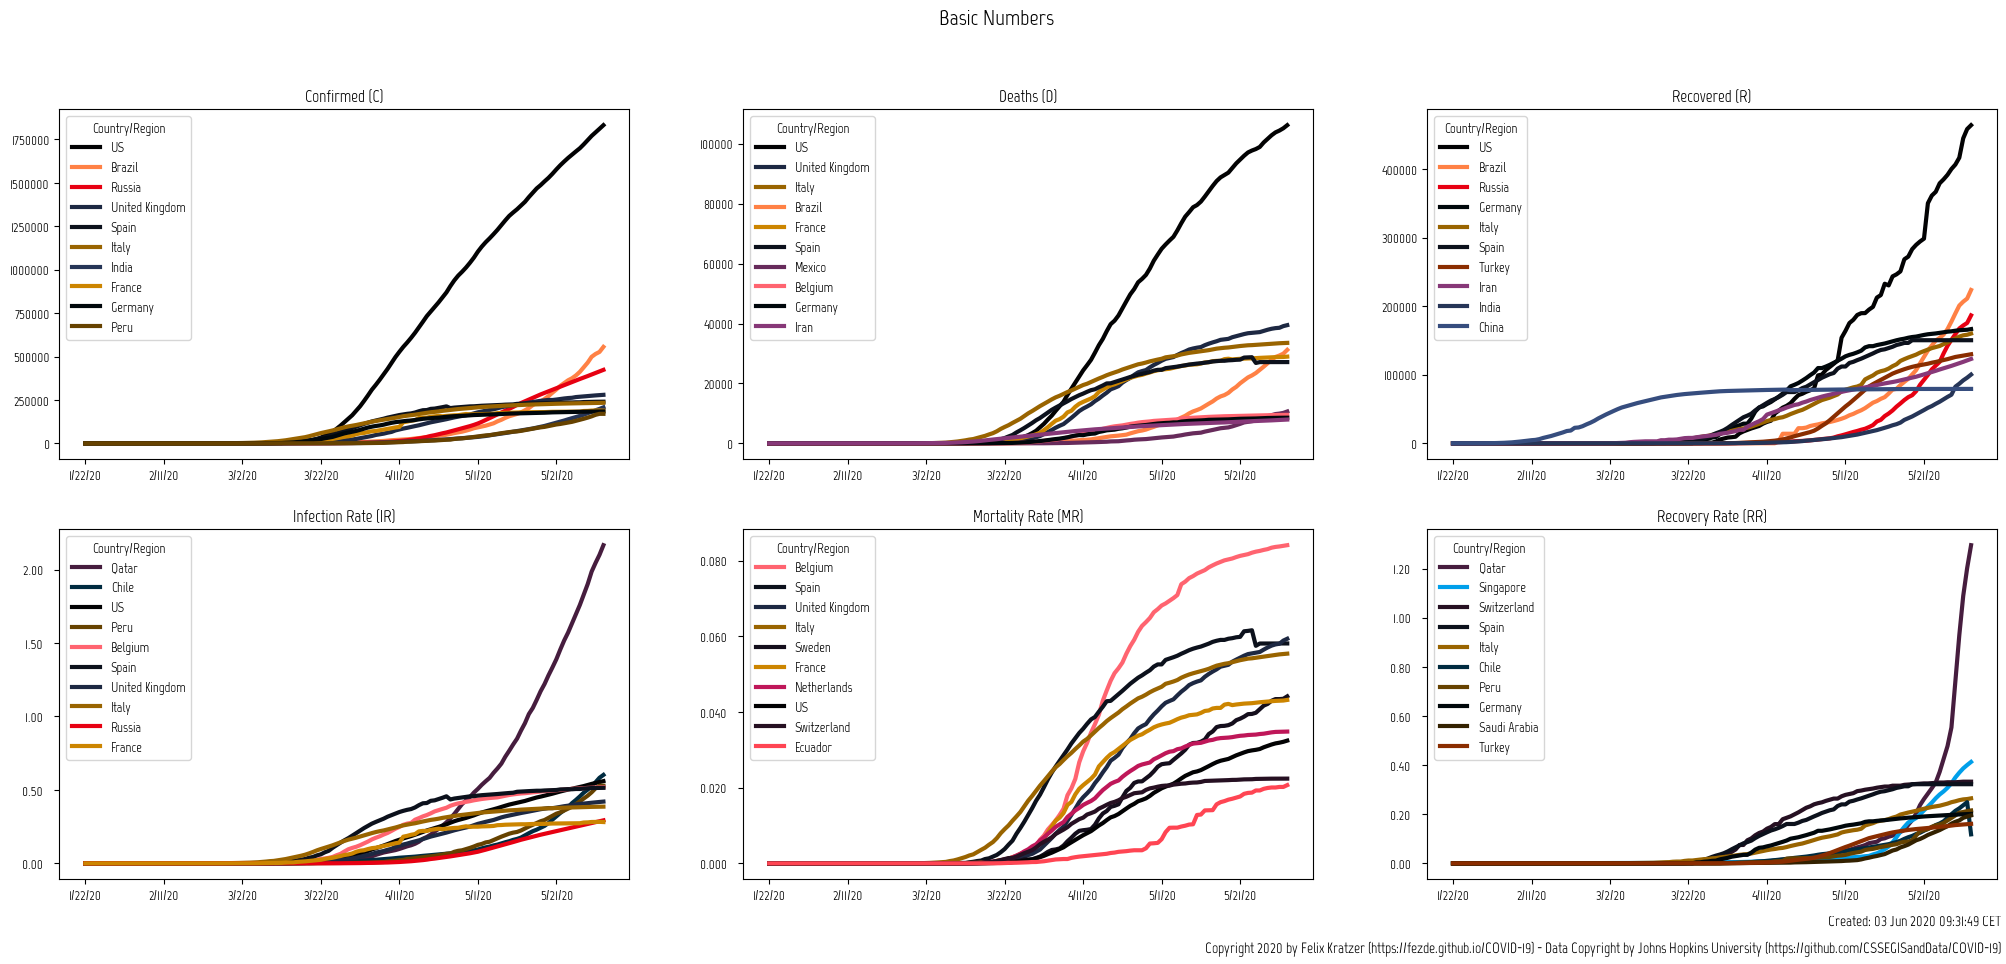 Basic Numbers
Confirmed (C)
Country/Region
US
Brazil
Russia
United Kingdom
Spain
Italy
India
France
Germany
Peru
1750000
1500000
1250000
1000000
750000
500000
250000
0
1/22/20 2/11/20 3/2/20 3/22/20 4/11/20 5/1/20 5/21/20
Deaths (D)
Country/Region
US
United Kingdom
Italy
Brazil
France
Spain
Mexico
Belgium
Germany
Iran
100000
80000
60000
40000
20000
0
1/22/20 2/11/20 3/2/20 3/22/20 4/11/20 5/1/20 5/21/20
Recovered (R)
Country/Region
US
Brazil
Russia
Germany
Italy
Spain
Turkey
Iran
India
China
400000
300000
200000
100000
0
1/22/20 2/11/20 3/2/20 3/22/20 4/11/20 5/1/20 5/21/20
Infection Rate (IR)
Country/Region
Qatar
Chile
US
Peru
Belgium
Spain
United Kingdom
Italy
Russia
France
2.00
1.50
1.00
0.50
0.00
1/22/20 2/11/20 3/2/20 3/22/20 4/11/20 5/1/20 5/21/20
Mortality Rate (MR)
Country/Region
Belgium
Spain
United Kingdom
Italy
Sweden
France
Netherlands
US
Switzerland
Ecuador
0.080
0.060
0.040
0.020
0.000
1/22/20 2/11/20 3/2/20 3/22/20 4/11/20 5/1/20 5/21/20
Recovery Rate (RR)
Country/Region
Qatar
Singapore
Switzerland
Spain
Italy
Chile
Peru
Germany
Saudi Arabia
Turkey
1.20
1.00
0.80
0.60
0.40
0.20
0.00
1/22/20 2/11/20 3/2/20 3/22/20 4/11/20 5/1/20 5/21/20
Created: 03 Jun 2020 09:31:49 CET
Copyright 2020 by Felix Kratzer (https://fezde.github.io/COVID-19) - Data Copyright by Johns Hopkins University (https://github.com/CSSEGISandData/COVID-19)